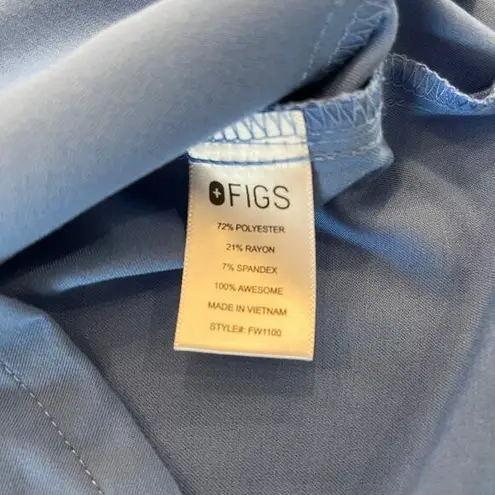 FIGS
72% POLYESTER
21% RAYON
7% SPANDEX
100% AWESOME
MADE IN VIETNAM
STYLE#: FW1100